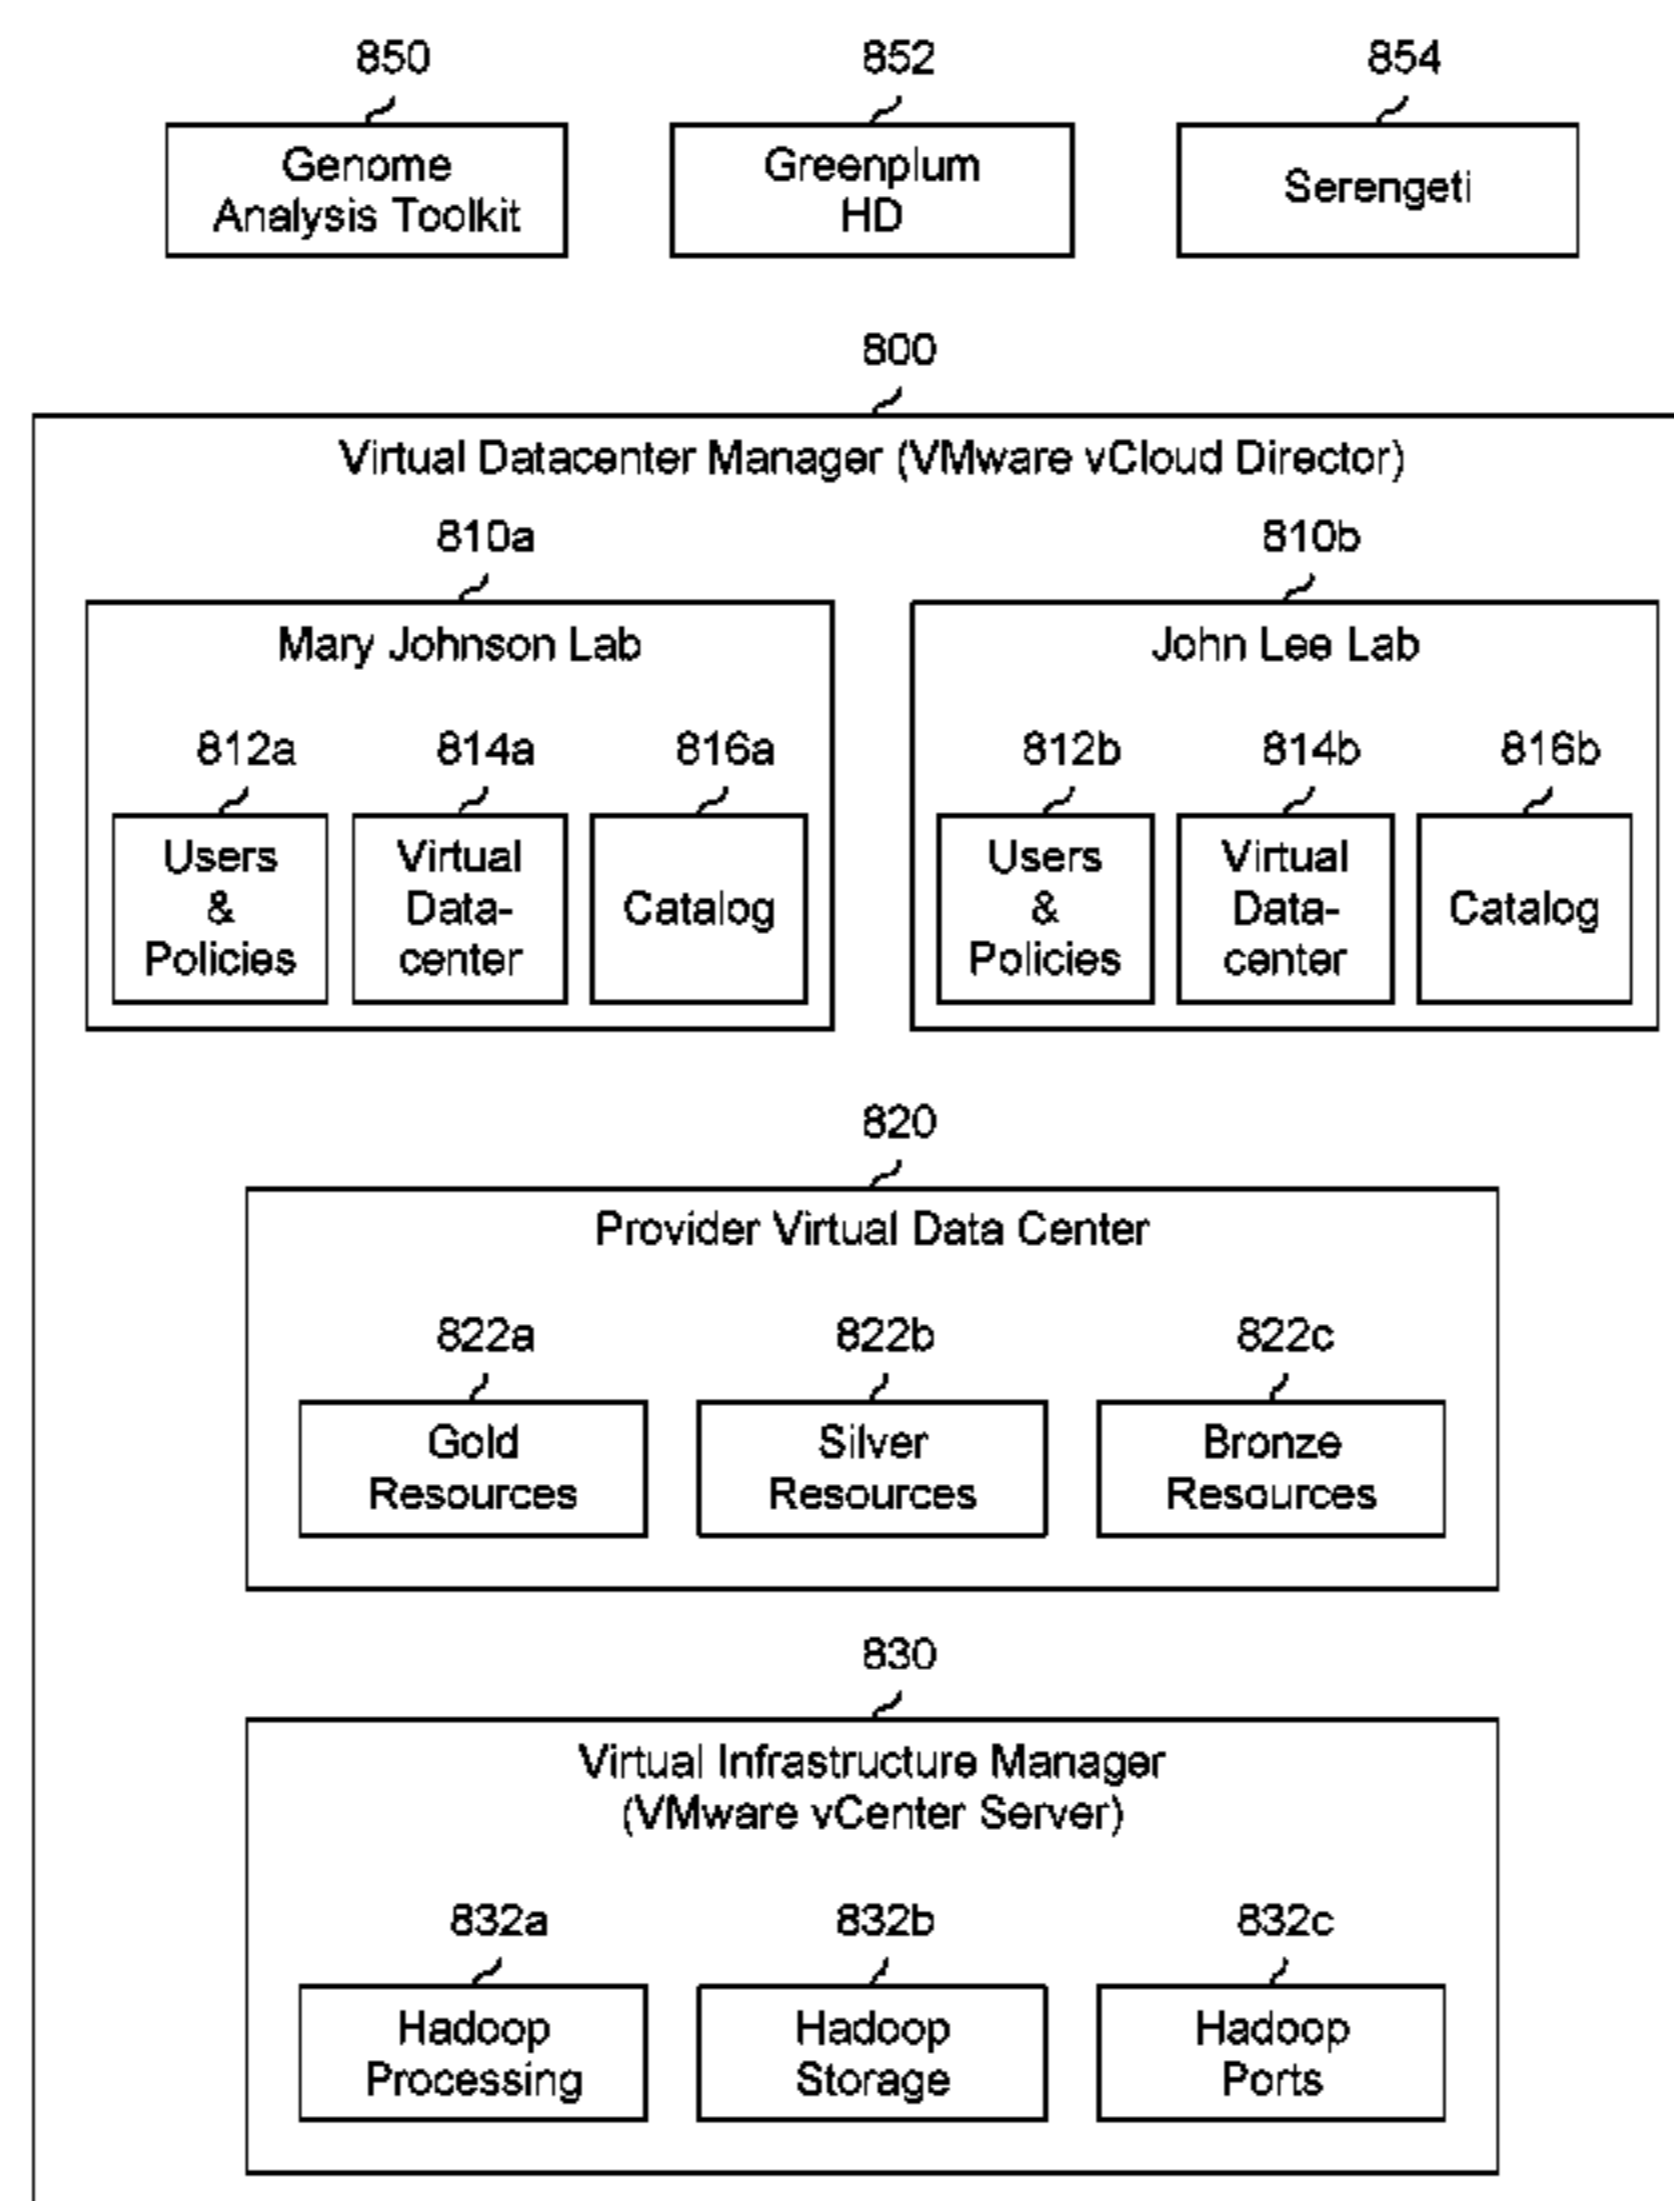 850
852
854
Genome
Analysis Toolkit
Greenplum
HD
Serengeti
800
Virtual Datacenter Manager (VMware vCloud Director)
810a
810b
Mary Johnson Lab
John Lee Lab
812a
814a
816a
812b
814b
816b
Users
&
Policies
Virtual
Data-
center
Catalog
Users
&
Policies
Virtual
Data-
center
Catalog
820
Provider Virtual Data Center
822a
822b
822c
Gold
Resources
Silver
Resources
Bronze
Resources
830
Virtual Infrastructure Manager
(VMware vCenter Server)
832a
832b
832c
Hadoop
Processing
Hadoop
Storage
Hadoop
Ports